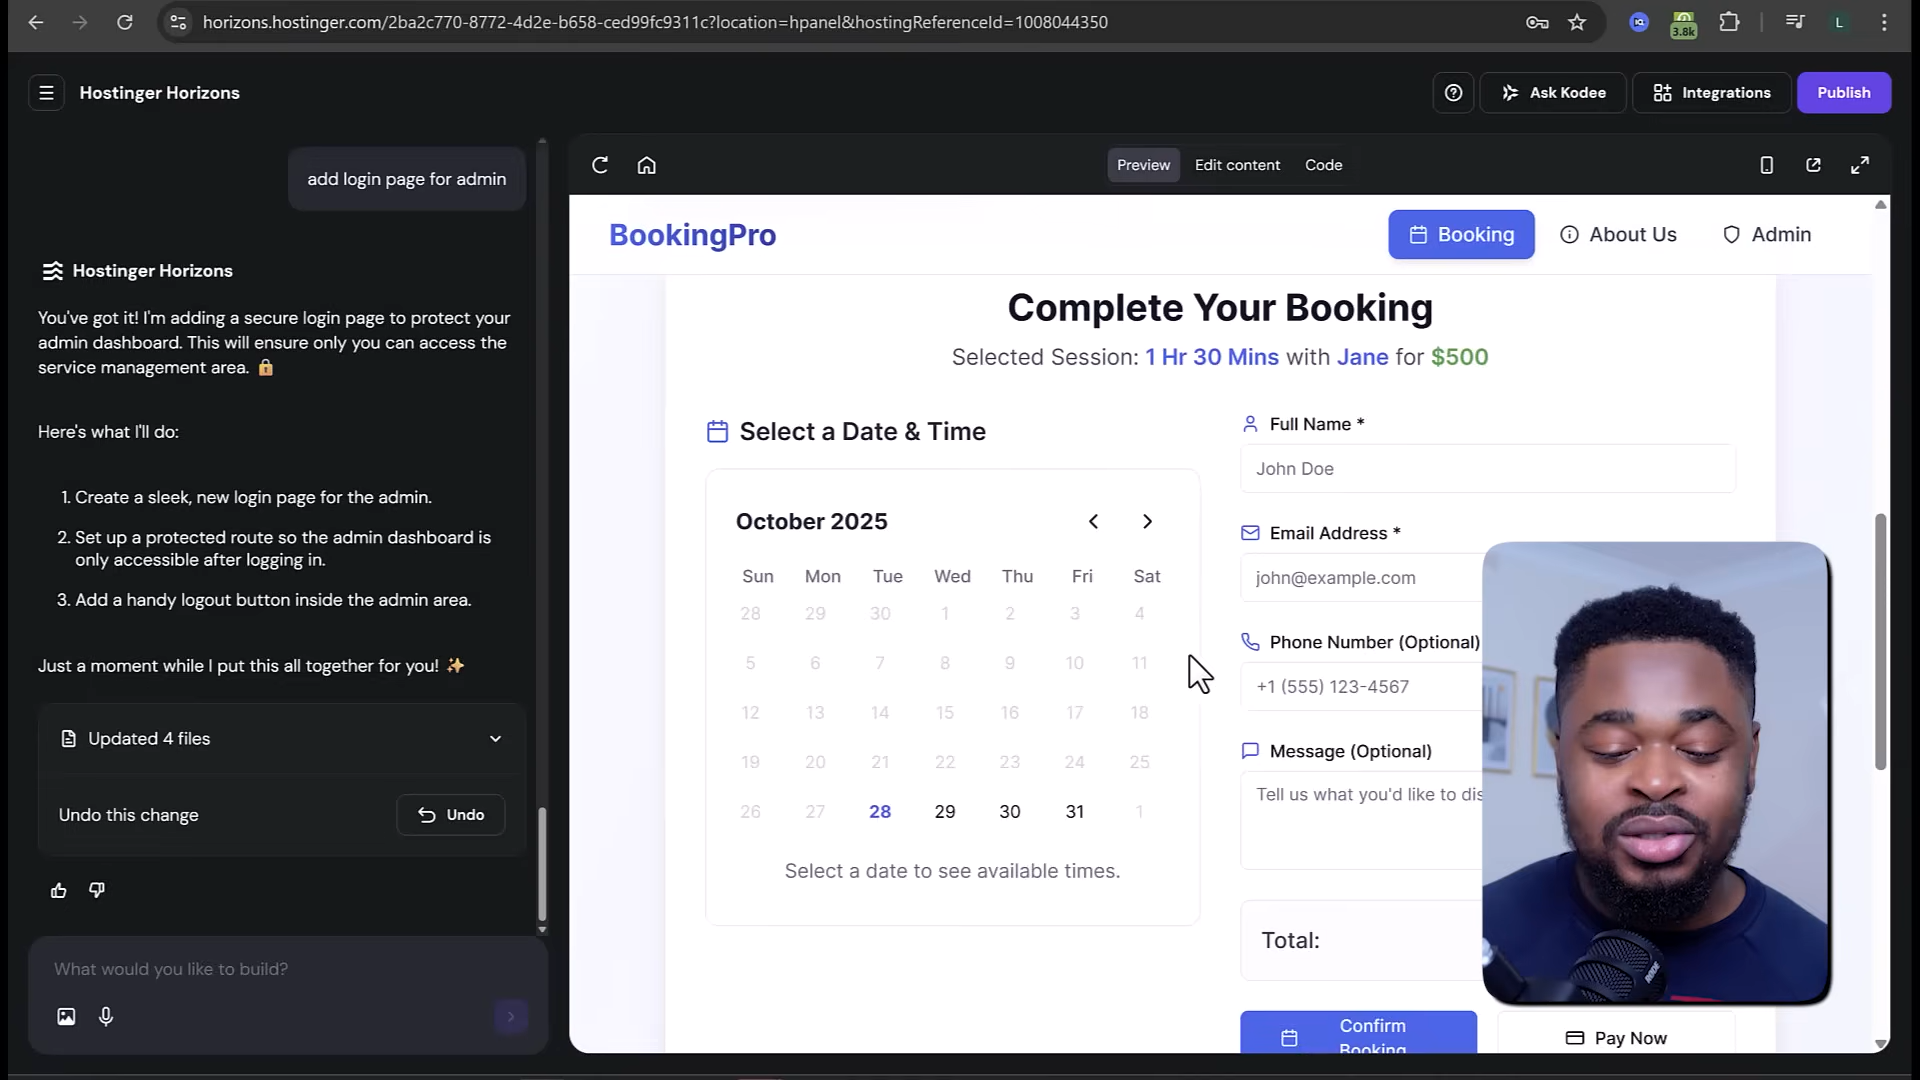 horizons.hostinger.com/2ba2c770-8772-4d2e-b658-ced99fc9311c?location=hpanel&hostingReferenceId=1008044350
3.8k
L
Hostinger Horizons
Ask Kodee
Integrations
Publish
add login page for admin
Hostinger Horizons
You've got it! I'm adding a secure login page to protect your
admin dashboard. This will ensure only you can access the
service management area. 🔒
Here's what I'll do:
1. Create a sleek, new login page for the admin.
2. Set up a protected route so the admin dashboard is
only accessible after logging in.
3. Add a handy logout button inside the admin area.
Just a moment while I put this all together for you! ✨
Updated 4 files
Undo this change
Undo
What would you like to build?
Preview
Edit content
Code
BookingPro
Booking
About Us
Admin
Complete Your Booking
Selected Session: 1 Hr 30 Mins with Jane for $500
Select a Date & Time
October 2025
Sun Mon Tue Wed Thu Fri Sat
28 29 30 1 2 3 4
5 6 7 8 9 10 11
12 13 14 15 16 17 18
19 20 21 22 23 24 25
26 27 28 29 30 31 1
Select a date to see available times.
Full Name *
John Doe
Email Address *
john@example.com
Phone Number (Optional)
+1 (555) 123-4567
Message (Optional)
Tell us what you'd like to
Total:
Confirm
Booking
Pay Now
RODE